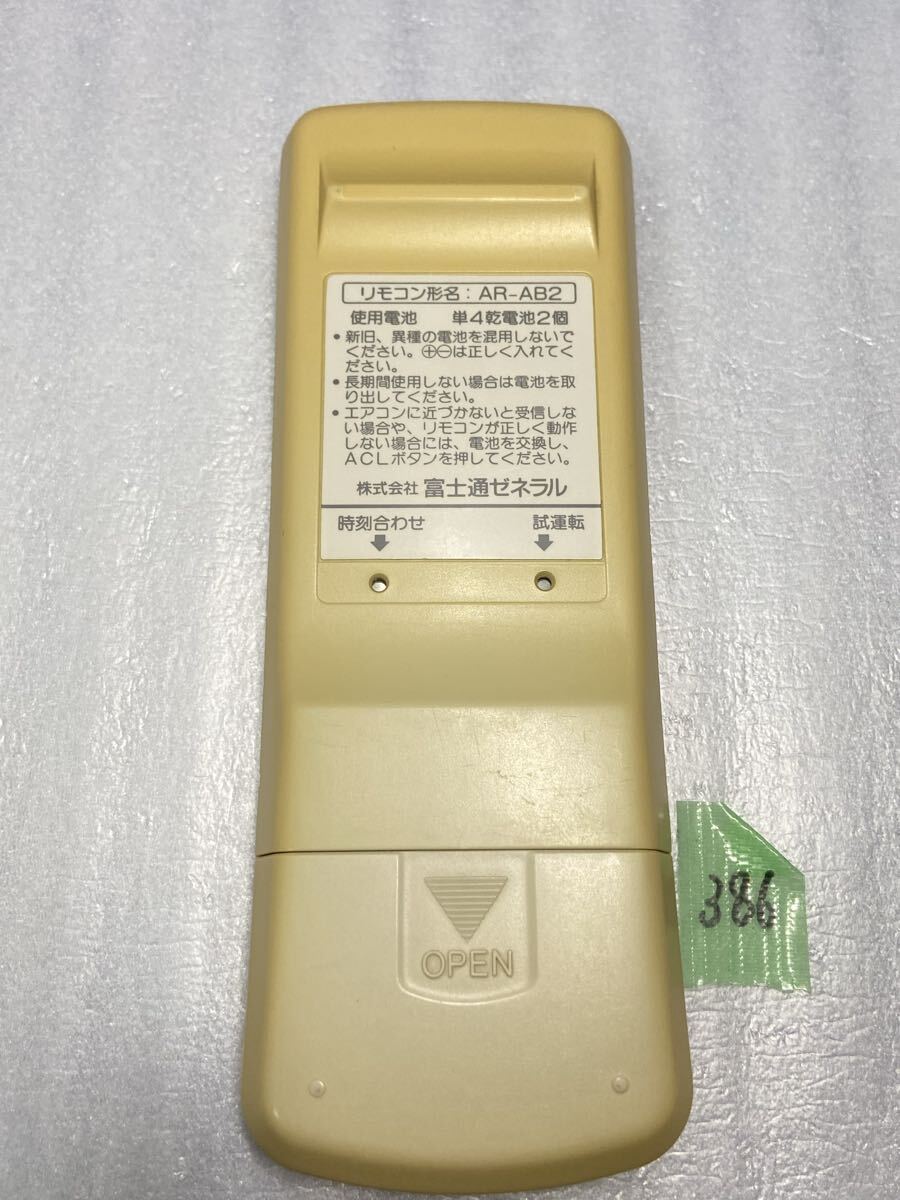 リモコン形名：AR-AB2
使用電池　単4乾電池2個
• 新旧、異種の電池を混用しないで
ください。⊕⊖は正しく入れてく
ださい。
• 長期間使用しない場合は電池を取
り出してください。
• エアコンに近づかないと受信しな
い場合や、リモコンが正しく動作
しない場合には、電池を交換し、
ACLボタンを押してください。
株式会社 富士通ゼネラル
時刻合わせ　試運転
OPEN
386